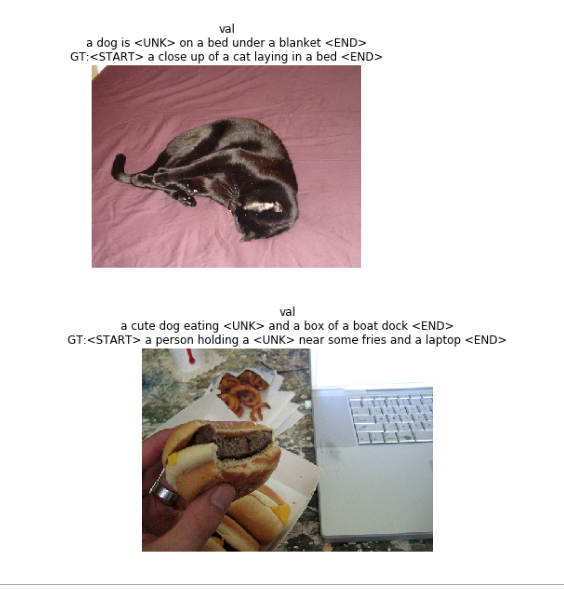 val
a dog is <UNK> on a bed under a blanket <END>
GT:<START> a close up of a cat laying in a bed <END>
val
a cute dog eating <UNK> and a box of a boat dock <END>
GT:<START> a person holding a <UNK> near some fries and a laptop <END>